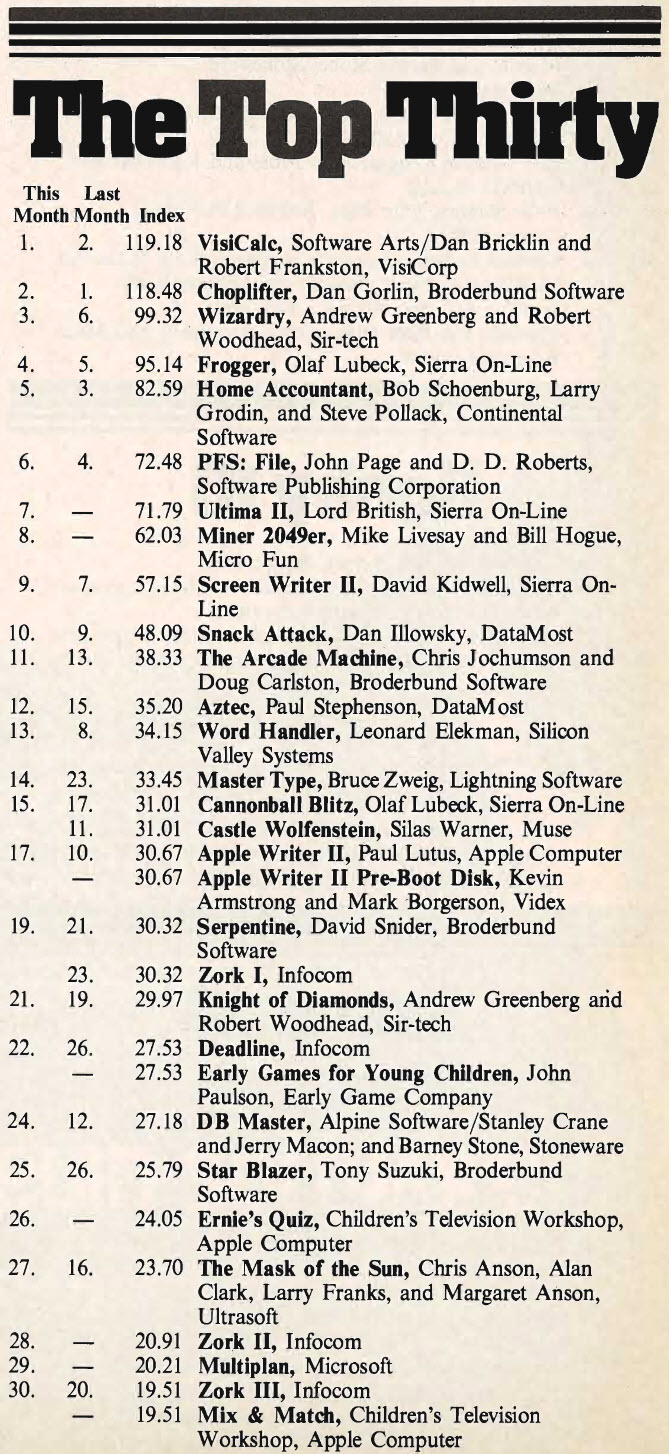 The Top Thirty
This Last
Month Month Index
1. 2. 119.18 VisiCalc, Software Arts/Dan Bricklin and
Robert Frankston, VisiCorp
2. 1. 118.48 Choplifter, Dan Gorlin, Broderbund Software
3. 6. 99.32 Wizardry, Andrew Greenberg and Robert
Woodhead, Sir-tech
4. 5. 95.14 Frogger, Olaf Lubeck, Sierra On-Line
5. 3. 82.59 Home Accountant, Bob Schoenburg, Larry
Grodin, and Steve Pollack, Continental
Software
6. 4. 72.48 PFS: File, John Page and D. D. Roberts,
Software Publishing Corporation
7. — 71.79 Ultima II, Lord British, Sierra On-Line
8. — 62.03 Miner 2049er, Mike Livesay and Bill Hogue,
Micro Fun
9. 7. 57.15 Screen Writer II, David Kidwell, Sierra On-
Line
10. 9. 48.09 Snack Attack, Dan Illowsky, DataMost
11. 13. 38.33 The Arcade Machine, Chris Jochumson and
Doug Carlston, Broderbund Software
12. 15. 35.20 Aztec, Paul Stephenson, DataMost
13. 8. 34.15 Word Handler, Leonard Elekman, Silicon
Valley Systems
14. 23. 33.45 Master Type, Bruce Zweig, Lightning Software
15. 17. 31.01 Cannonball Blitz, Olaf Lubeck, Sierra On-Line
11. 31.01 Castle Wolfenstein, Silas Warner, Muse
17. 10. 30.67 Apple Writer II, Paul Lutus, Apple Computer
— 30.67 Apple Writer II Pre-Boot Disk, Kevin
Armstrong and Mark Borgerson, Videx
19. 21. 30.32 Serpentine, David Snider, Broderbund
Software
23. 30.32 Zork I, Infocom
21. 19. 29.97 Knight of Diamonds, Andrew Greenberg and
Robert Woodhead, Sir-tech
22. 26. 27.53 Deadline, Infocom
— 27.53 Early Games for Young Children, John
Paulson, Early Game Company
24. 12. 27.18 DB Master, Alpine Software/Stanley Crane
and Jerry Macon; and Barney Stone, Stoneware
25. 26. 25.79 Star Blazer, Tony Suzuki, Broderbund
Software
26. — 24.05 Ernie's Quiz, Children's Television Workshop,
Apple Computer
27. 16. 23.70 The Mask of the Sun, Chris Anson, Alan
Clark, Larry Franks, and Margaret Anson,
Ultrasoft
28. — 20.91 Zork II, Infocom
29. — 20.21 Multiplan, Microsoft
30. 20. 19.51 Zork III, Infocom
— 19.51 Mix & Match, Children's Television
Workshop, Apple Computer